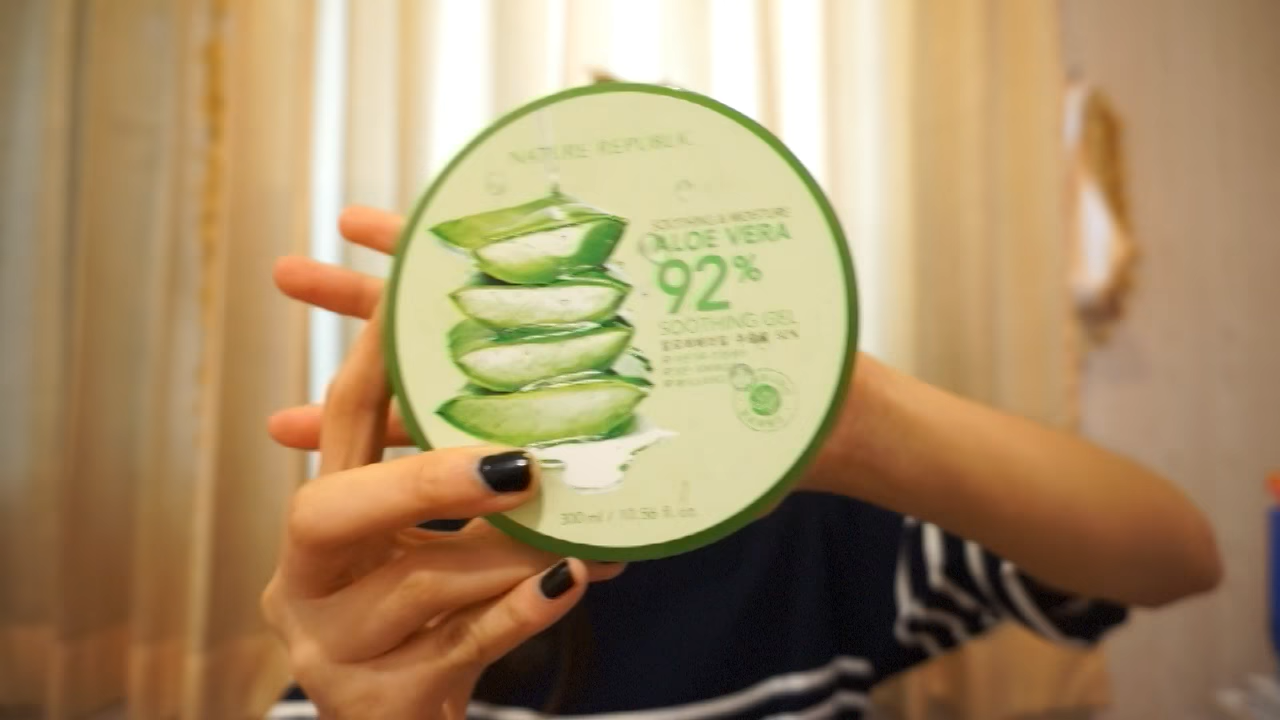 NATURE REPUBLIC
SOOTHING & MOISTURE
ALOE VERA
92%
SOOTHING GEL
300 ml / 10.56 fl. oz.